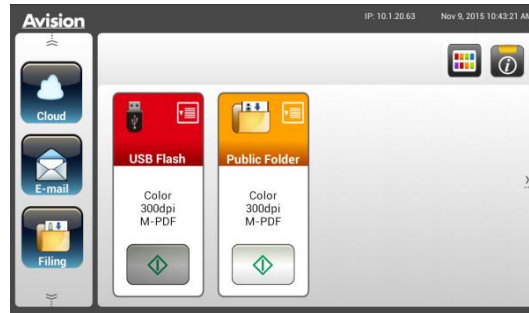 Avision
IP: 10.1.20.63
Nov 9, 2015 10:43:21 AM
Cloud
E-mail
Filing
USB Flash
Color
300dpi
M-PDF
Public Folder
Color
300dpi
M-PDF